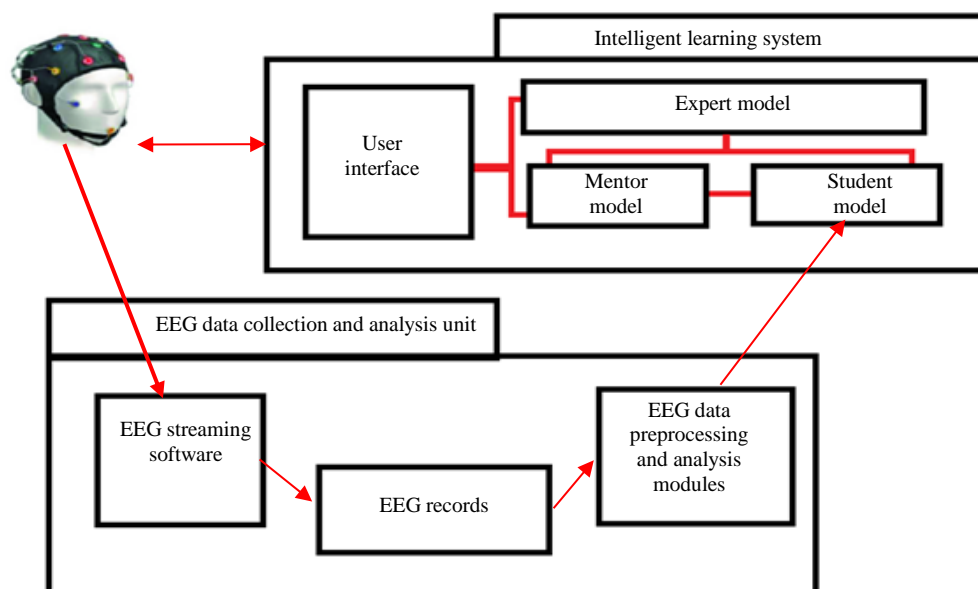 Intelligent learning system
User
interface
Expert model
Mentor
model
Student
model
EEG data collection and analysis unit
EEG streaming
software
EEG records
EEG data
preprocessing
and analysis
modules